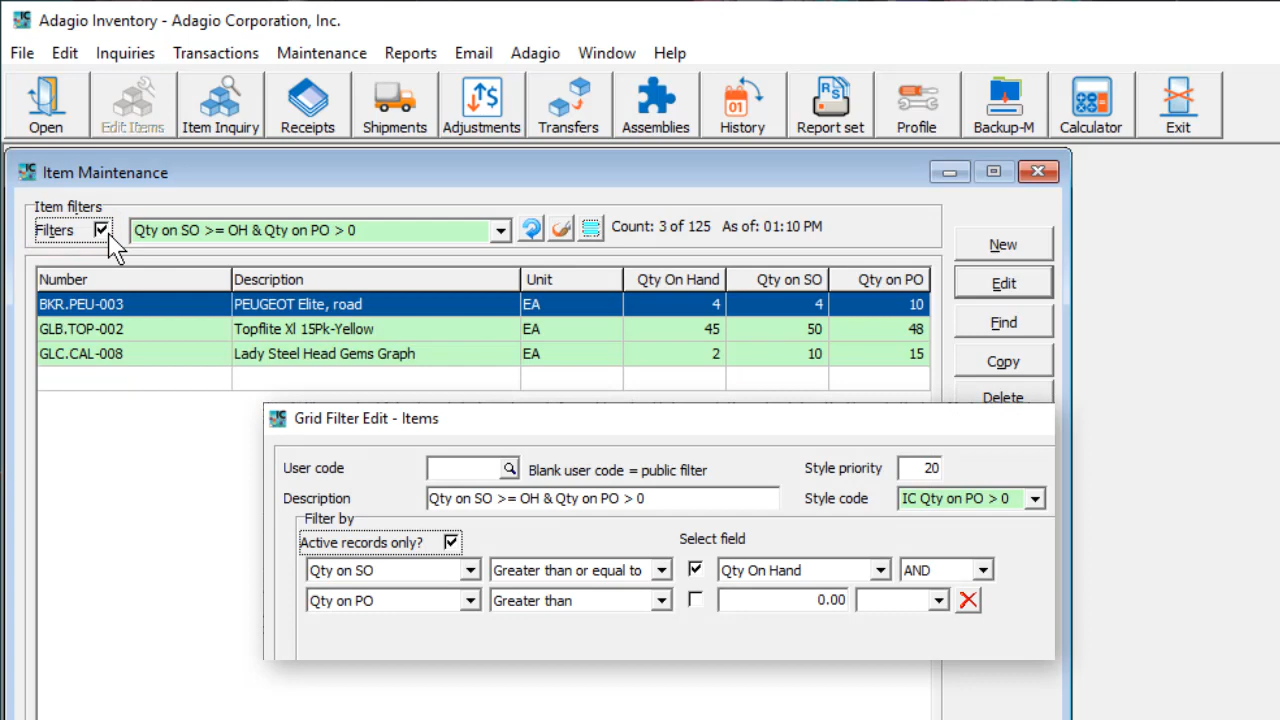 Adagio Inventory - Adagio Corporation, Inc.
File Edit Inquiries Transactions Maintenance Reports Email Adagio Window Help
Open Edit Items Item Inquiry Receipts Shipments Adjustments Transfers Assemblies History Report set Profile Backup-M Calculator Exit
Item Maintenance
Item filters
Filters Qty on SO >= OH & Qty on PO > 0 Count: 3 of 125 As of: 01:10 PM
New
Number Description Unit Qty On Hand Qty on SO Qty on PO
Edit
BKR.PEU-003 PEUGEOT Elite, road EA 4 4 10
GLB.TOP-002 Topflite Xl 15Pk-Yellow EA 45 50 48
Find
GLC.CAL-008 Lady Steel Head Gems Graph EA 2 10 15
Copy
Delete
Grid Filter Edit - Items
User code Blank user code = public filter Style priority 20
Description Qty on SO >= OH & Qty on PO > 0 Style code IC Qty on PO > 0
Filter by
Active records only? Select field
Qty on SO Greater than or equal to Qty On Hand AND
Qty on PO Greater than 0.00